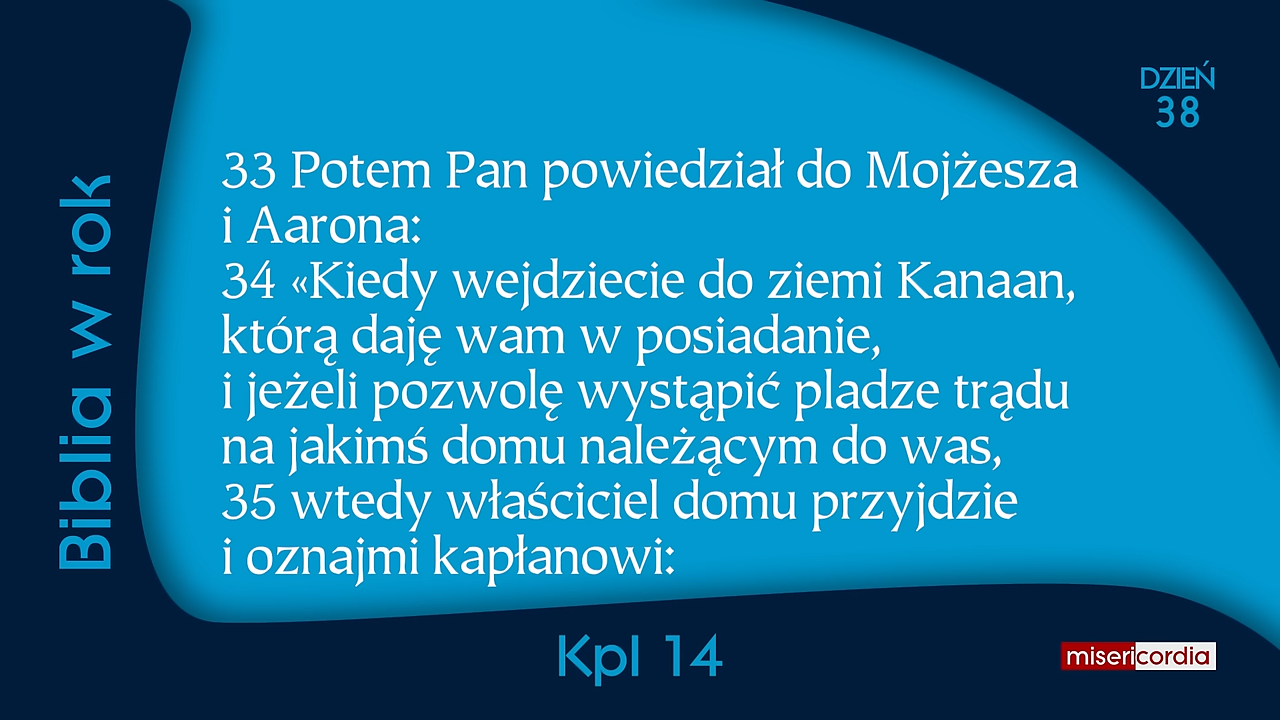 DZIEŃ
38
Biblia w rok
33 Potem Pan powiedział do Mojżesza
i Aarona:
34 «Kiedy wejdziecie do ziemi Kanaan,
którą daję wam w posiadanie,
i jeżeli pozwolę wystąpić pladze trądu
na jakimś domu należącym do was,
35 wtedy właściciel domu przyjdzie
i oznajmi kapłanowi:
Kpl 14
misericordia